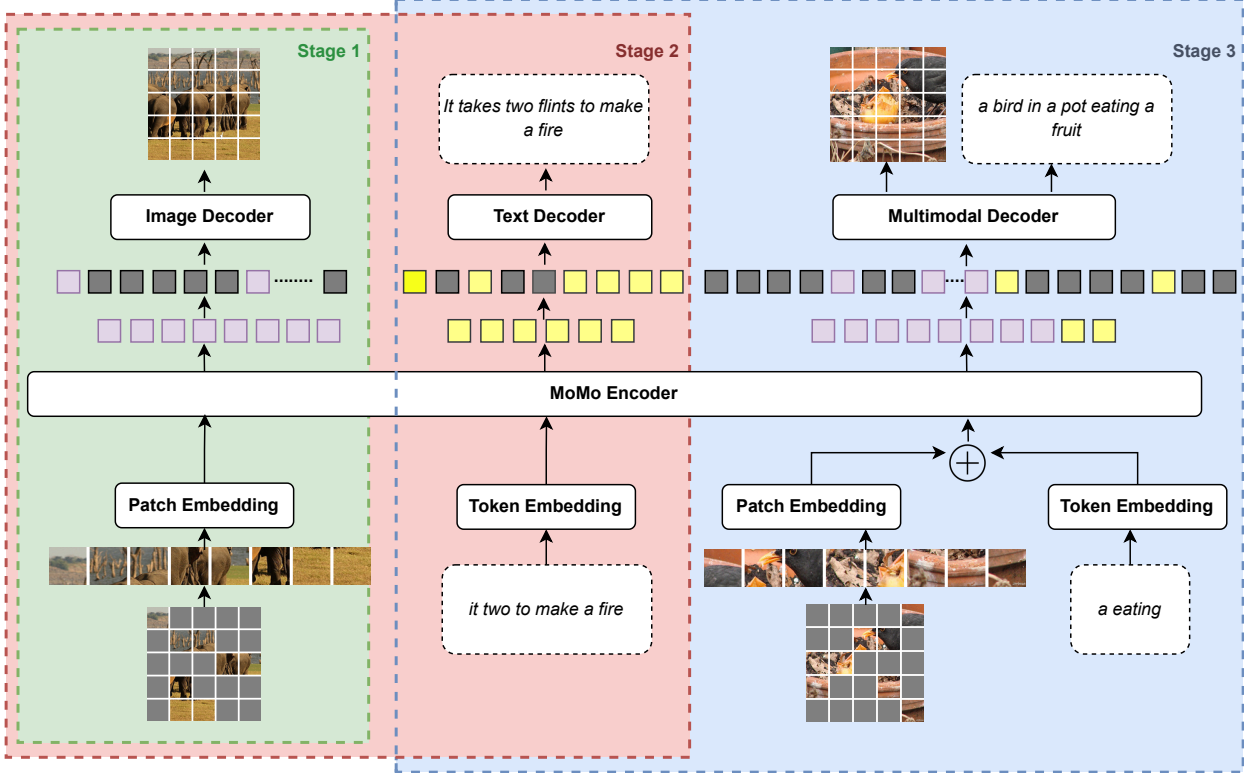 Stage 1
Stage 2
Stage 3
It takes two flints to make
a fire
a bird in a pot eating a
fruit
Image Decoder
Text Decoder
Multimodal Decoder
MoMo Encoder
Patch Embedding
Token Embedding
Patch Embedding
Token Embedding
it two to make a fire
a eating